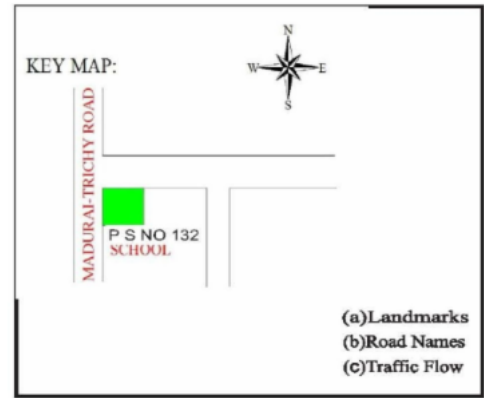 N
KEY MAP:
W E
S
MADURAI-TRICHY ROAD
P S NO 132
SCHOOL
(a)Landmarks
(b)Road Names
(c)Traffic Flow